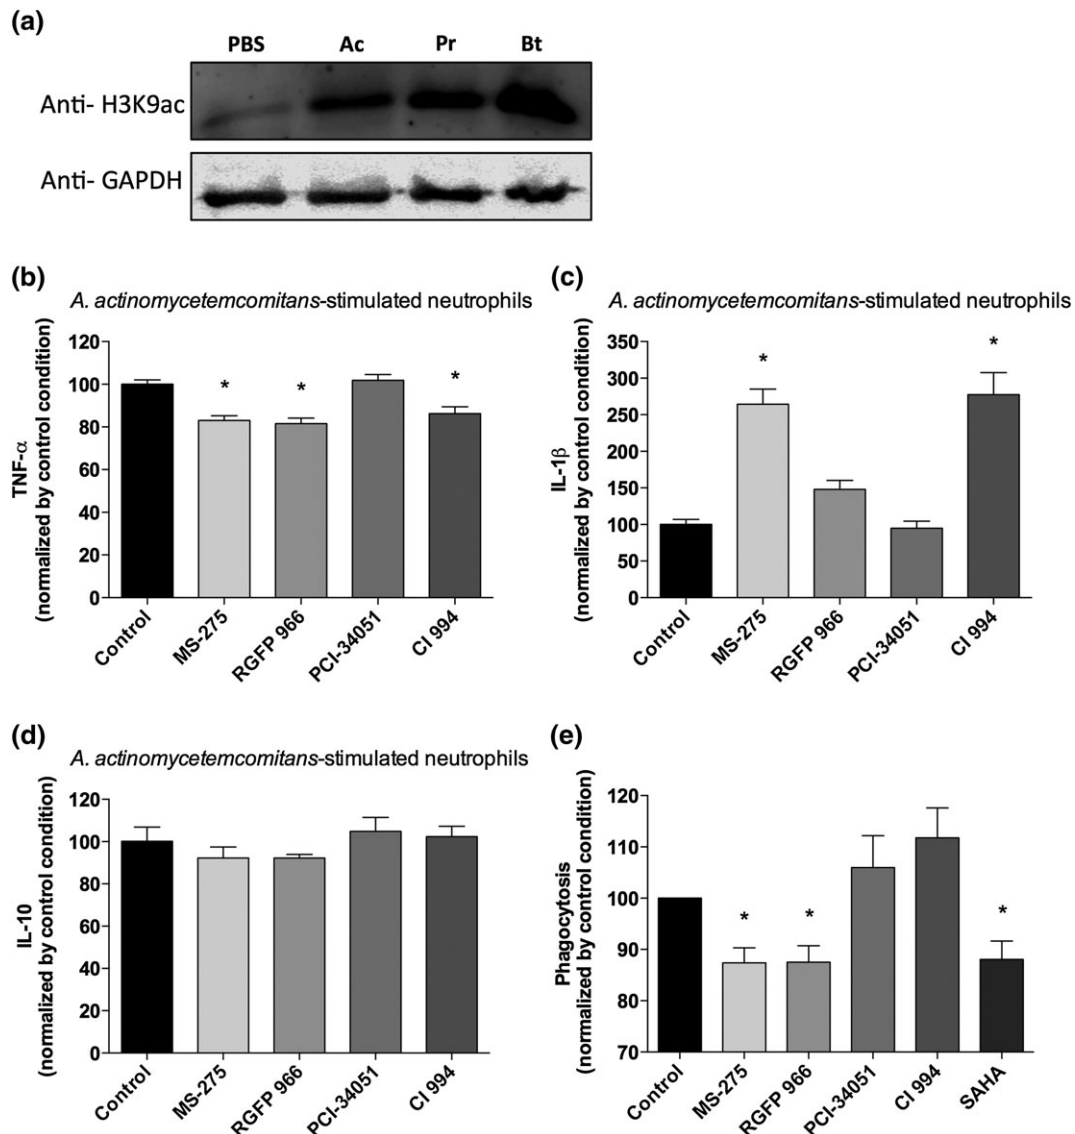 (a)
PBS Ac Pr Bt
Anti- H3K9ac
Anti- GAPDH
(b)
A. actinomycetemcomitans-stimulated neutrophils
TNF-α
(normalized by control condition)
120
100
80
60
40
20
0
Control
MS-275
RGFP 966
PCI-34051
CI 994
*
*
*
(c)
A. actinomycetemcomitans-stimulated neutrophils
IL-1β
(normalized by control condition)
350
300
250
200
150
100
50
0
Control
MS-275
RGFP 966
PCI-34051
CI 994
*
*
(d)
A. actinomycetemcomitans-stimulated neutrophils
IL-10
(normalized by control condition)
120
100
80
60
40
20
0
Control
MS-275
RGFP 966
PCI-34051
CI 994
(e)
Phagocytosis
(normalized by control condition)
120
110
100
90
80
70
Control
MS-275
RGFP 966
PCI-34051
CI 994
SAHA
*
*
*